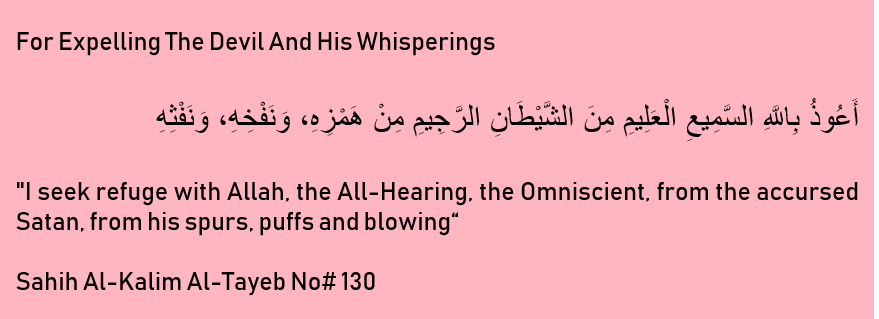 For Expelling The Devil And His Whisperings
أَعُوذُ بِاللَّهِ السَّمِيعِ الْعَلِيمِ مِنَ الشَّيْطَانِ الرَّجِيمِ مِنْ هَمْزِهِ، وَنَفْخِهِ، وَنَفْثِهِ
"I seek refuge with Allah, the All-Hearing, the Omniscient, from the accursed
Satan, from his spurs, puffs and blowing“
Sahih Al-Kalim Al-Tayeb No# 130